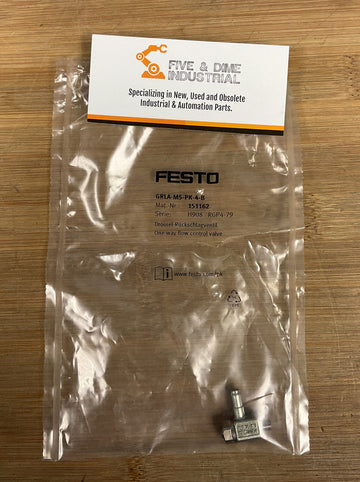 FIVE & DIME
INDUSTRIAL
Specializing in New, Used and Obsolete
Industrial & Automation Parts.
FESTO
GRLA-M5-PK-4-B
Mat.-Nr.: 151162
Serie: H908 RGP4-79
Drossel-Rückschlagventil
One-way flow control valve
www.festo.com/pk